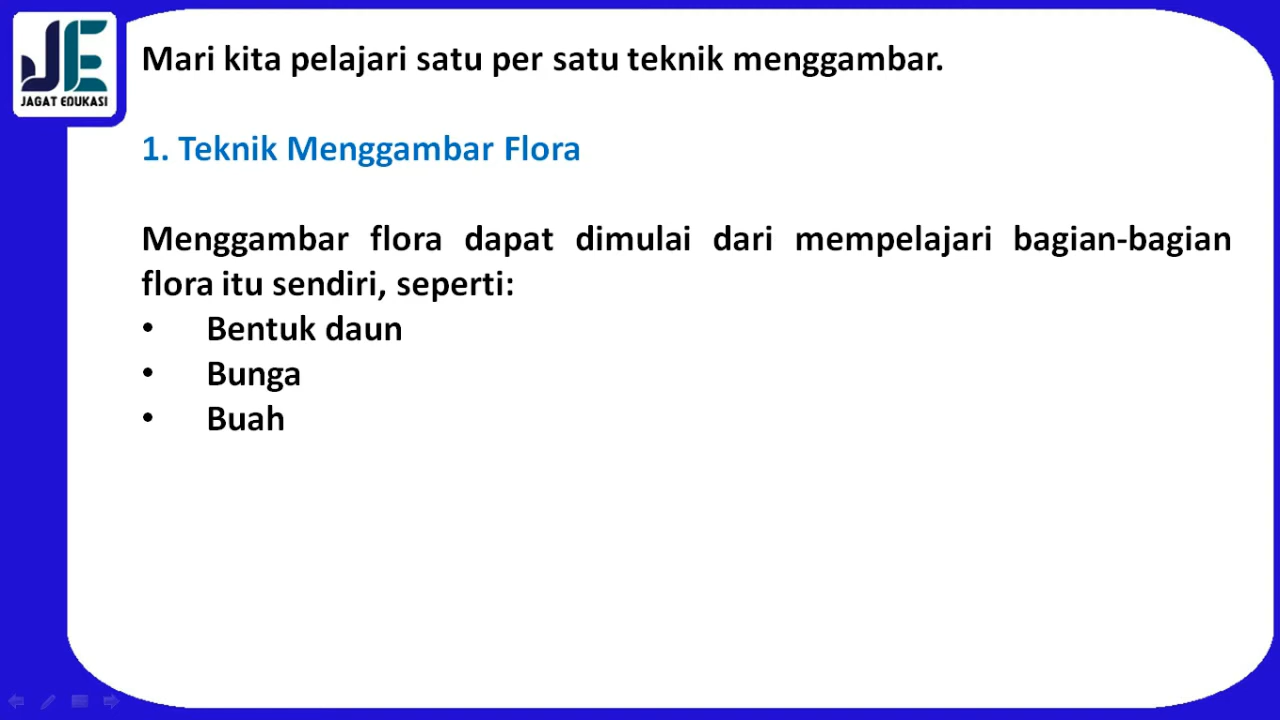 JE
JAGAT EDUKASI
Mari kita pelajari satu per satu teknik menggambar.
1. Teknik Menggambar Flora
Menggambar flora dapat dimulai dari mempelajari bagian-bagian
flora itu sendiri, seperti:
• Bentuk daun
• Bunga
• Buah